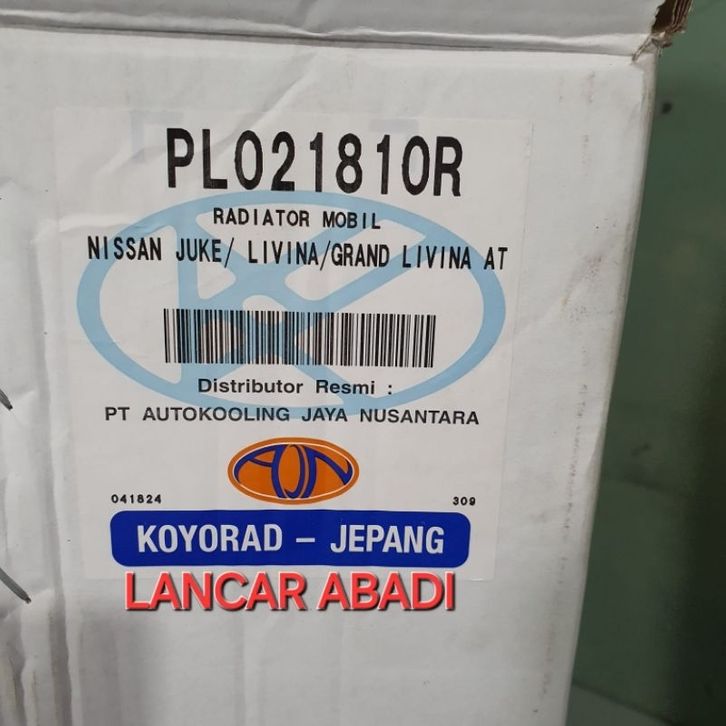 PL021810R
RADIATOR MOBIL
NISSAN JUKE/ LIVINA/GRAND LIVINA AT
Distributor Resmi :
PT AUTOKOOLING JAYA NUSANTARA
AJN
041824 309
KOYORAD – JEPANG
LANCAR ABADI